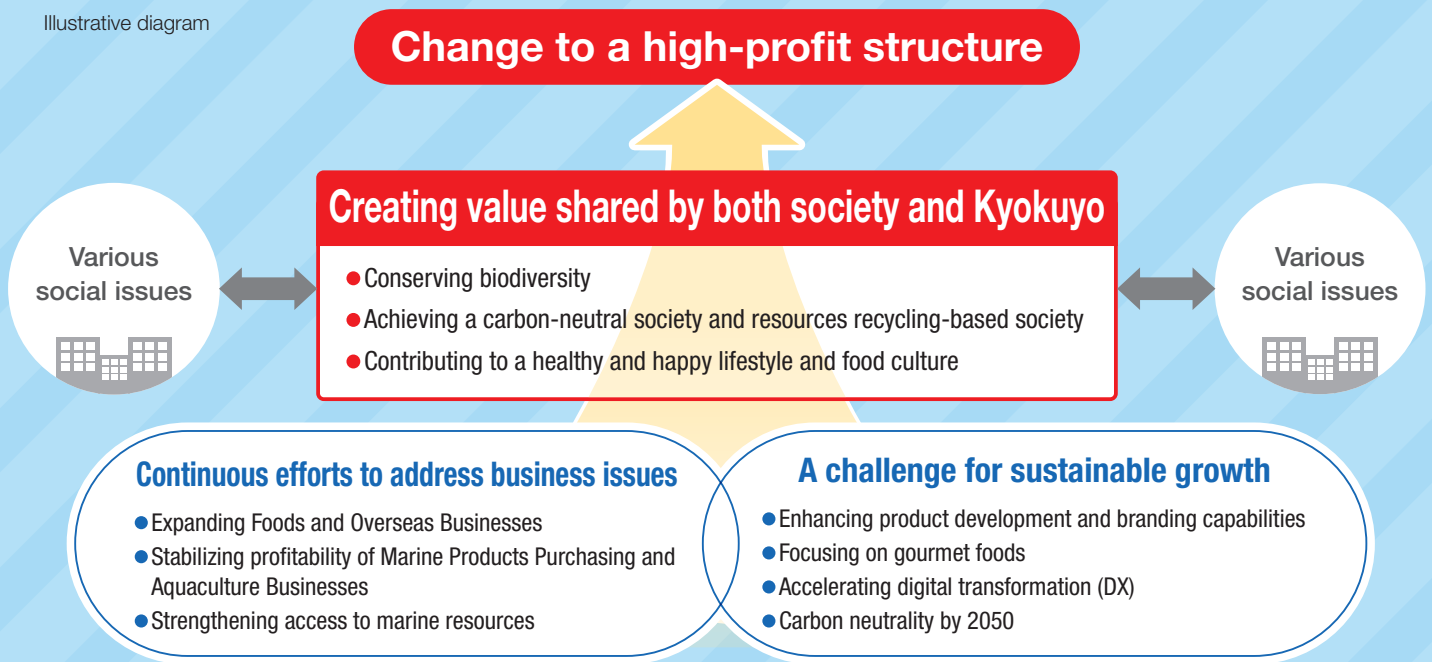 Illustrative diagram
Change to a high-profit structure
Creating value shared by both society and Kyokuyo
Various
social issues
● Conserving biodiversity
● Achieving a carbon-neutral society and resources recycling-based society
● Contributing to a healthy and happy lifestyle and food culture
Various
social issues
Continuous efforts to address business issues
● Expanding Foods and Overseas Businesses
● Stabilizing profitability of Marine Products Purchasing and
Aquaculture Businesses
● Strengthening access to marine resources
A challenge for sustainable growth
● Enhancing product development and branding capabilities
● Focusing on gourmet foods
● Accelerating digital transformation (DX)
● Carbon neutrality by 2050